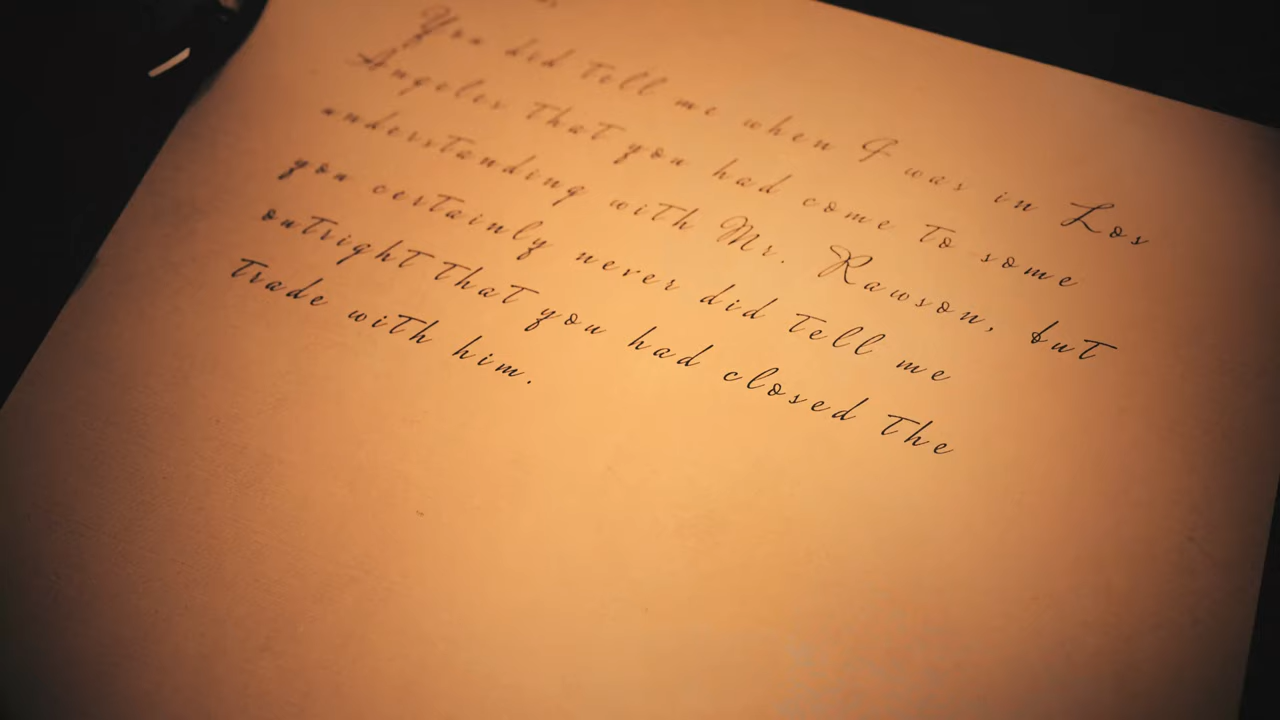 You did tell me when I was in Los
Angeles that you had come to some
understanding with Mr. Rawson, but
you certainly never did tell me
outright that you had closed the
trade with him.